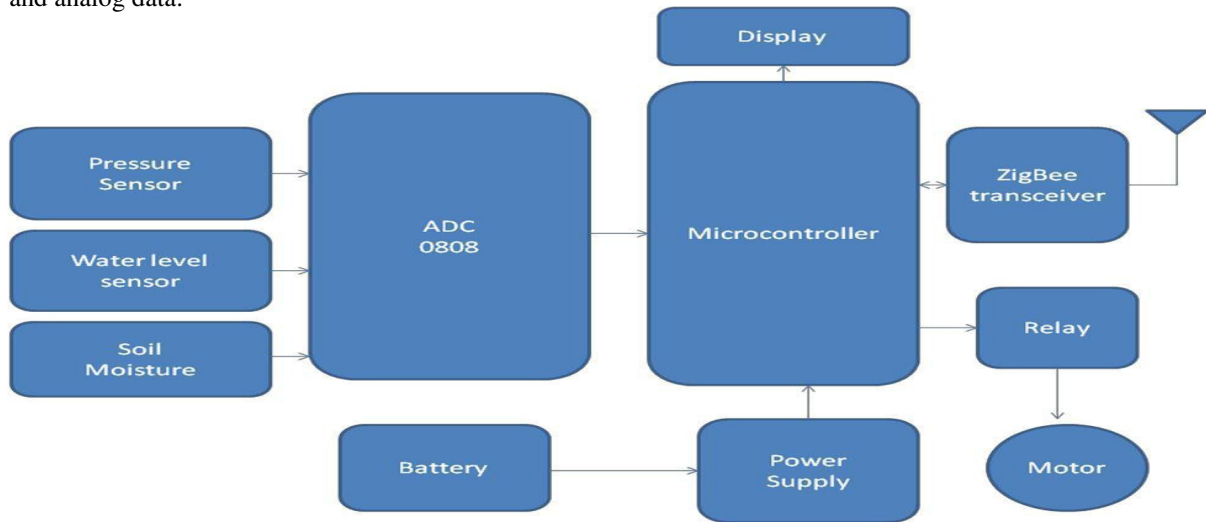 and analog data.
Display
Pressure
Sensor
ZigBee
transceiver
ADC
0808
Microcontroller
Water level
sensor
Soil
Moisture
Relay
Battery
Power
Supply
Motor